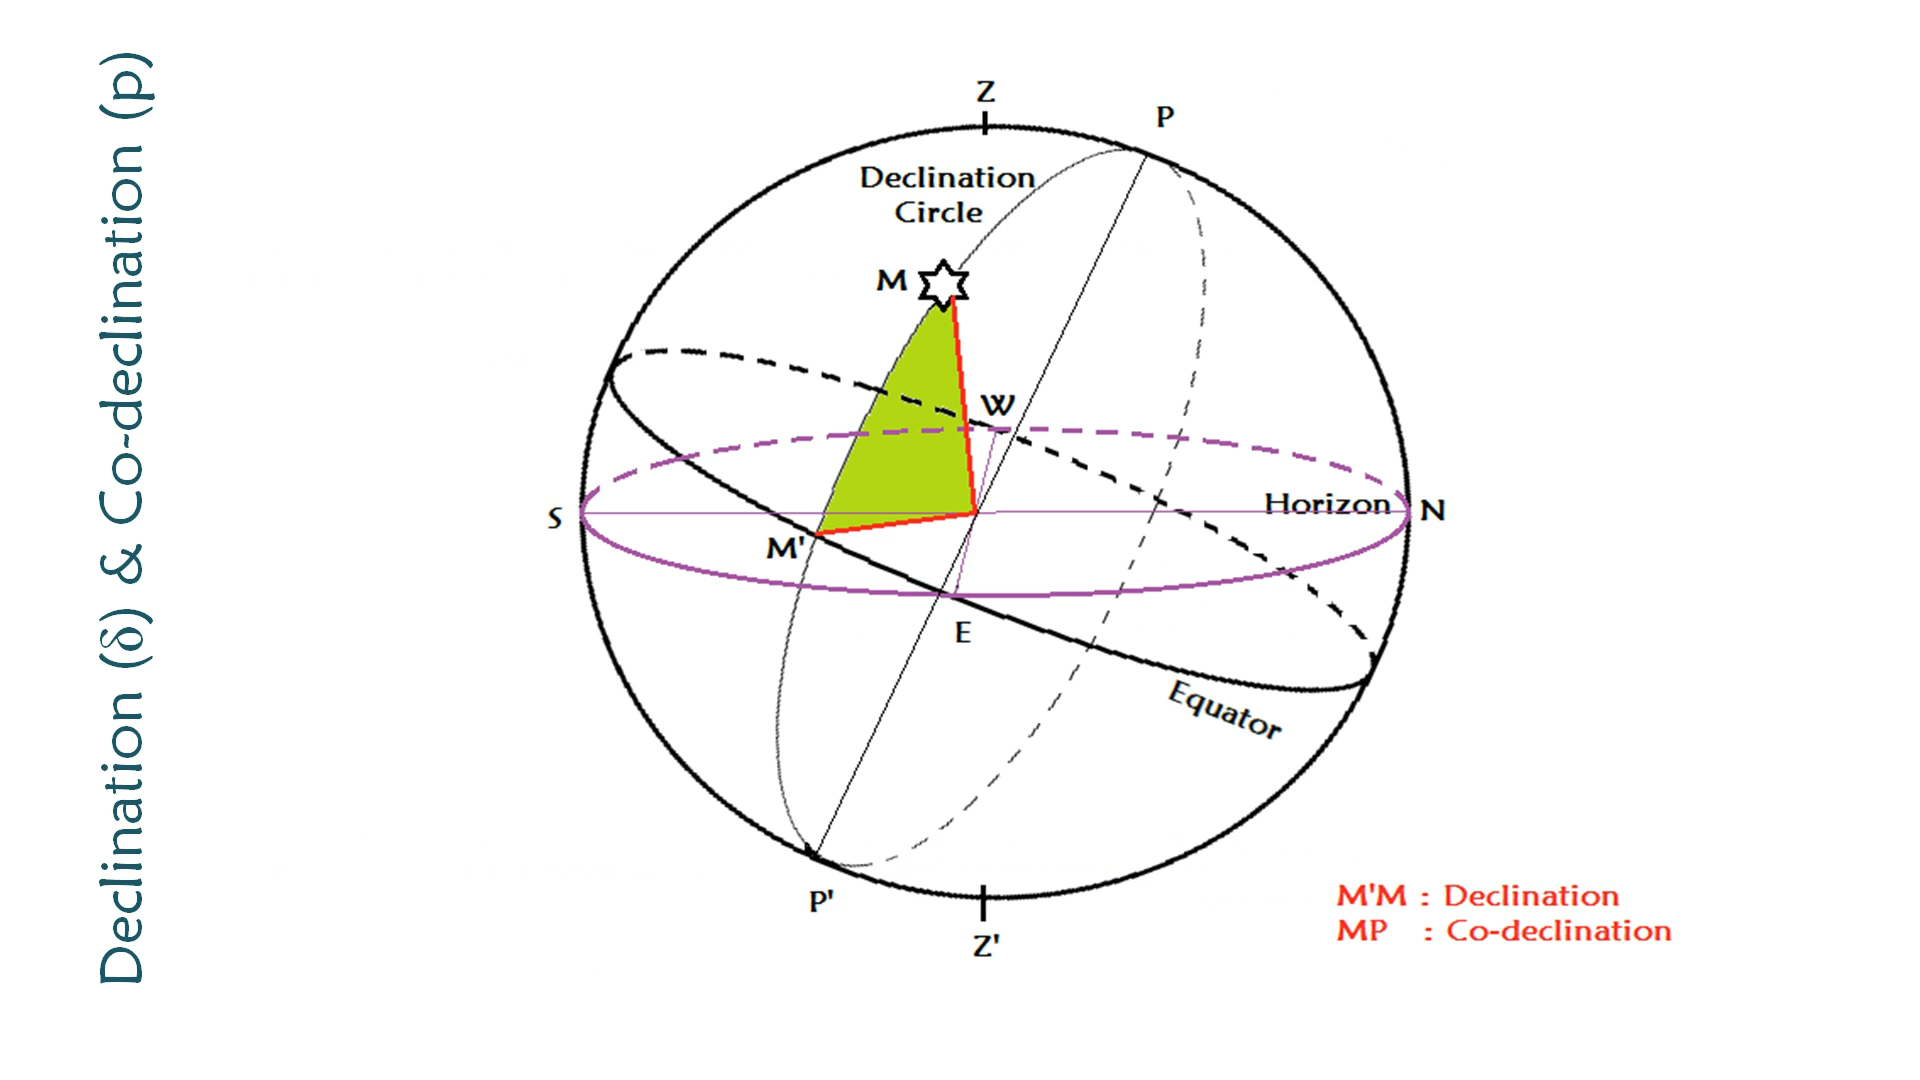 Declination (δ) & Co-declination (p)
Z
P
Declination
Circle
M
W
Horizon
S
N
M'
E
Equator
P'
Z'
M'M : Declination
MP : Co-declination